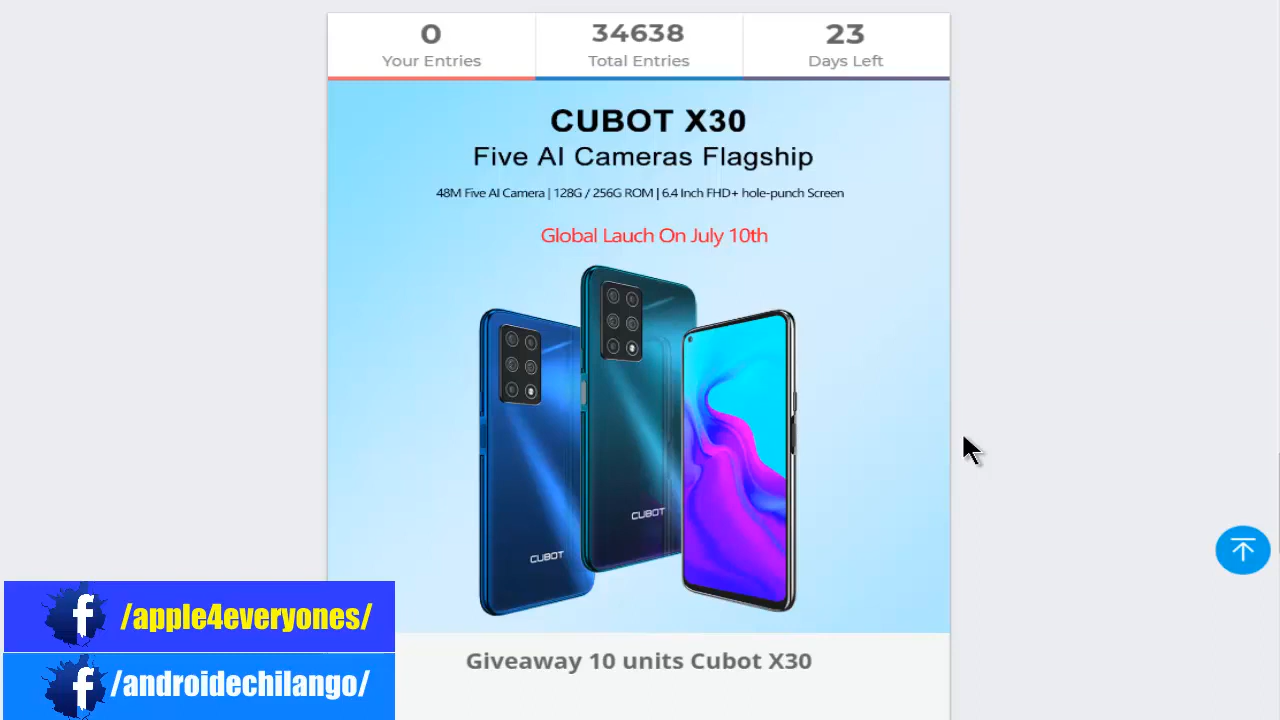 0
Your Entries
34638
Total Entries
23
Days Left
CUBOT X30
Five AI Cameras Flagship
48M Five AI Camera | 128G / 256G ROM | 6.4 Inch FHD+ hole-punch Screen
Global Lauch On July 10th
CUBOT
CUBOT
Giveaway 10 units Cubot X30
f /apple4everyones/
f /androidechilango/